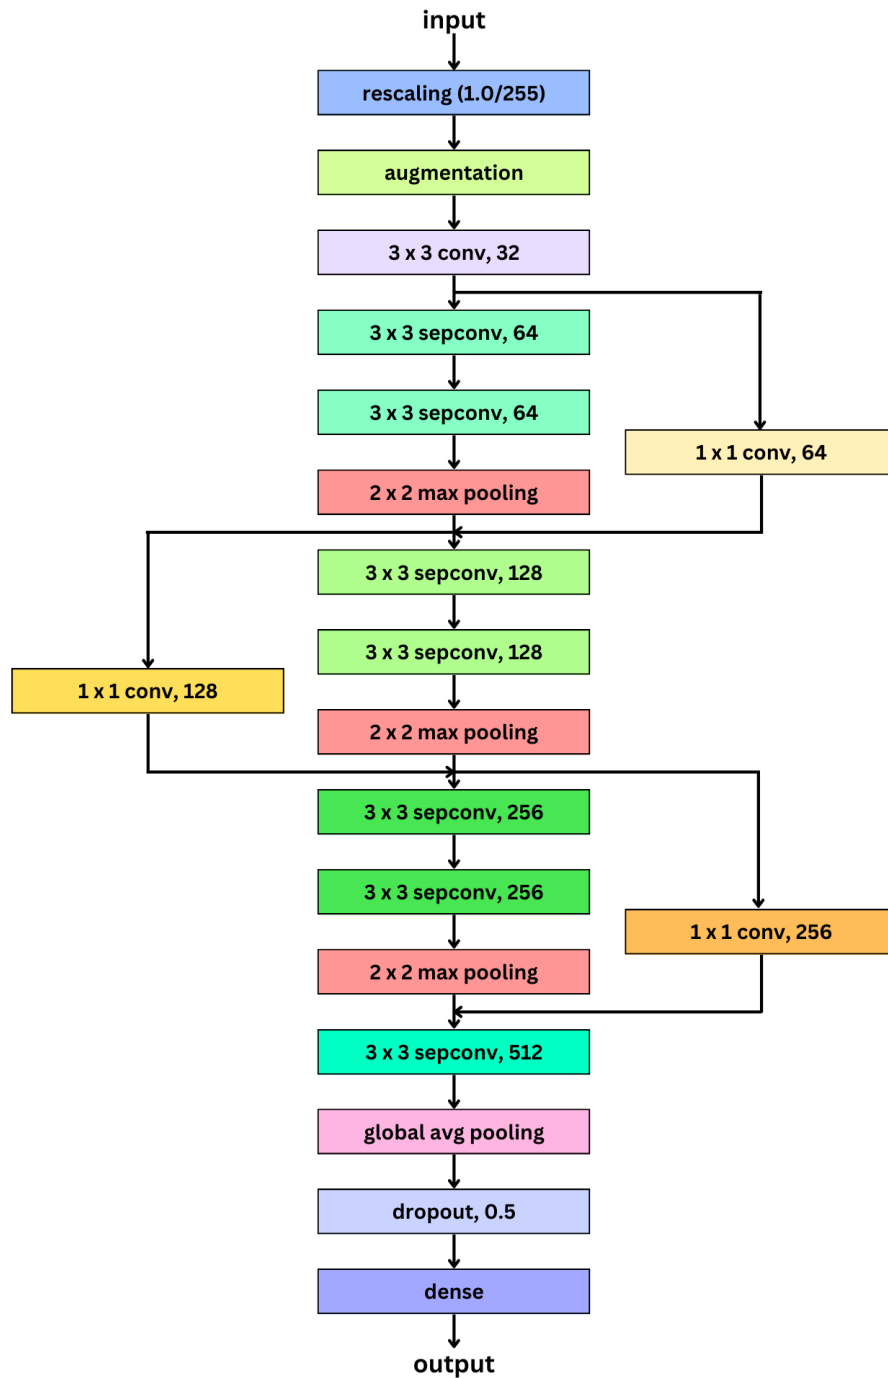 input
rescaling (1.0/255)
augmentation
3 x 3 conv, 32
3 x 3 sepconv, 64
3 x 3 sepconv, 64
1 x 1 conv, 64
2 x 2 max pooling
3 x 3 sepconv, 128
3 x 3 sepconv, 128
1 x 1 conv, 128
2 x 2 max pooling
3 x 3 sepconv, 256
3 x 3 sepconv, 256
1 x 1 conv, 256
2 x 2 max pooling
3 x 3 sepconv, 512
global avg pooling
dropout, 0.5
dense
output